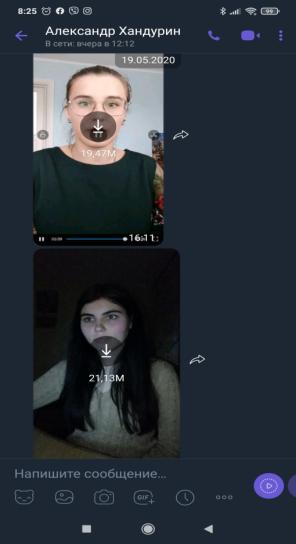 8:25
99
Александр Хандурин
В сети: вчера в 12:12
19.05.2020
19,47M
16:11
21,13M
Напишите сообщение...
GIF+